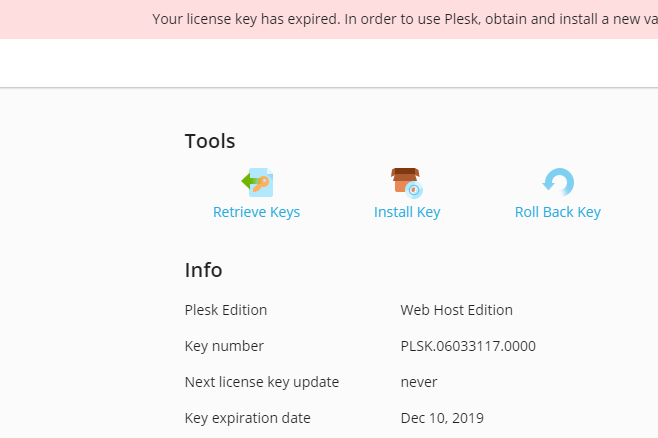 Your license key has expired. In order to use Plesk, obtain and install a new va
Tools
Retrieve Keys
Install Key
Roll Back Key
Info
Plesk Edition Web Host Edition
Key number PLSK.06033117.0000
Next license key update never
Key expiration date Dec 10, 2019